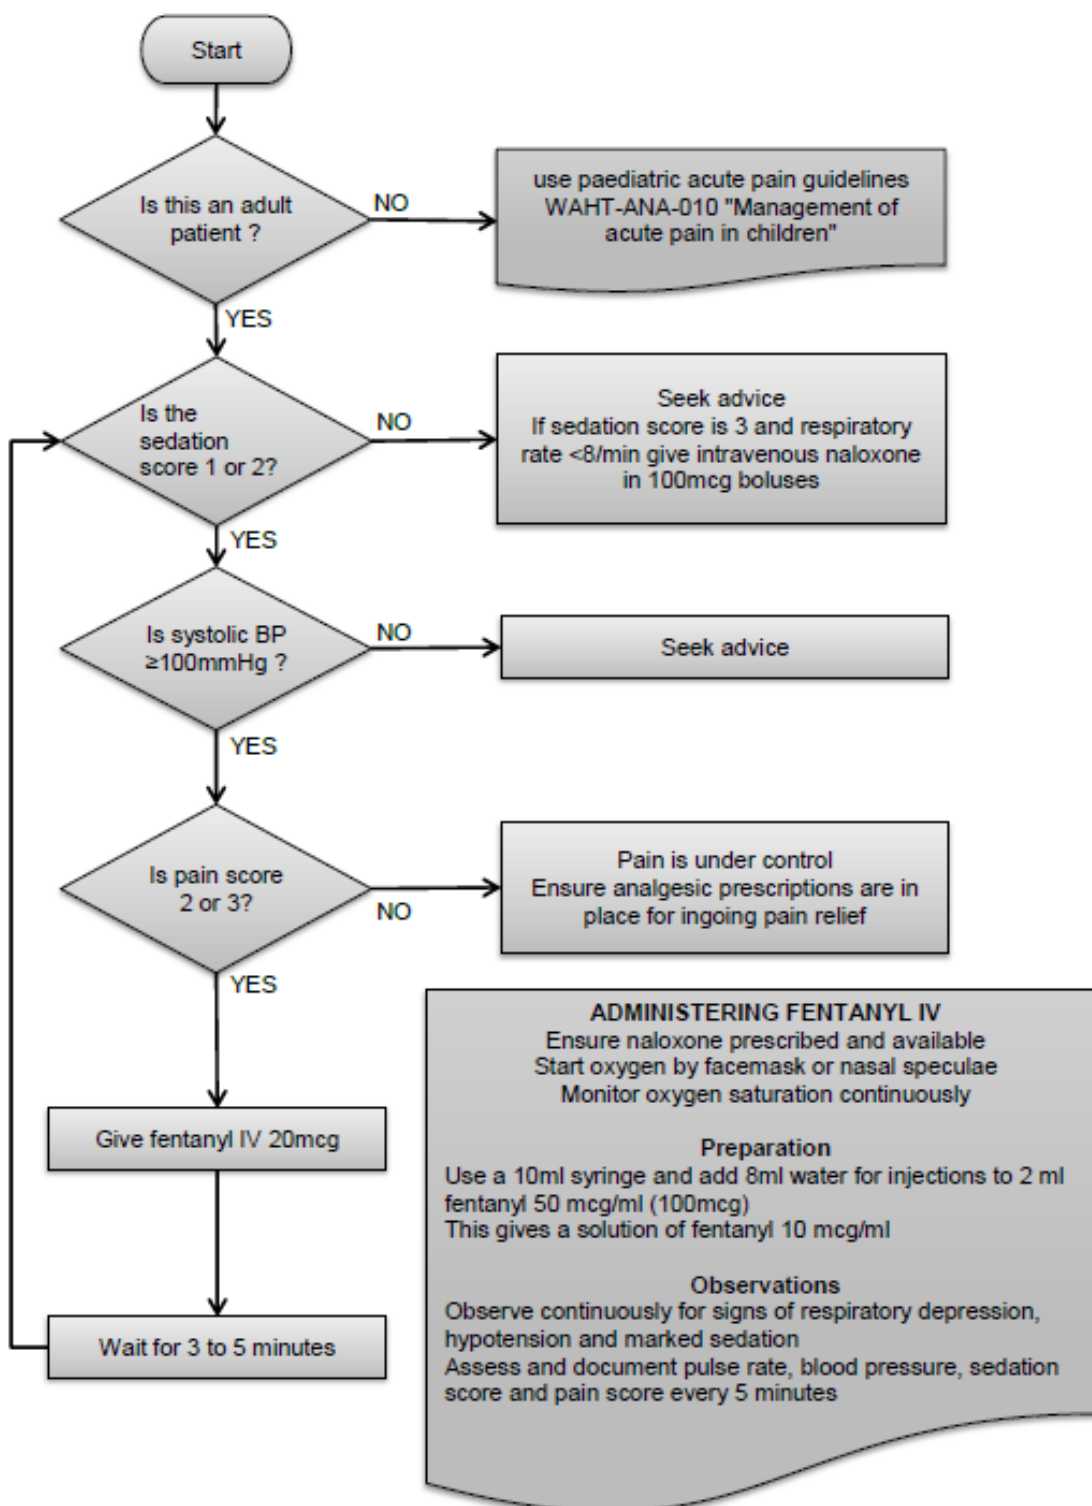 Start
Is this an adult
patient ?
NO
use paediatric acute pain guidelines
WAHT-ANA-010 "Management of
acute pain in children"
YES
Is the
sedation
score 1 or 2?
NO
Seek advice
If sedation score is 3 and respiratory
rate <8/min give intravenous naloxone
in 100mcg boluses
YES
Is systolic BP
≥100mmHg ?
NO
Seek advice
YES
Is pain score
2 or 3?
NO
Pain is under control
Ensure analgesic prescriptions are in
place for ingoing pain relief
YES
Give fentanyl IV 20mcg
Wait for 3 to 5 minutes
ADMINISTERING FENTANYL IV
Ensure naloxone prescribed and available
Start oxygen by facemask or nasal speculae
Monitor oxygen saturation continuously
Preparation
Use a 10ml syringe and add 8ml water for injections to 2 ml
fentanyl 50 mcg/ml (100mcg)
This gives a solution of fentanyl 10 mcg/ml
Observations
Observe continuously for signs of respiratory depression,
hypotension and marked sedation
Assess and document pulse rate, blood pressure, sedation
score and pain score every 5 minutes